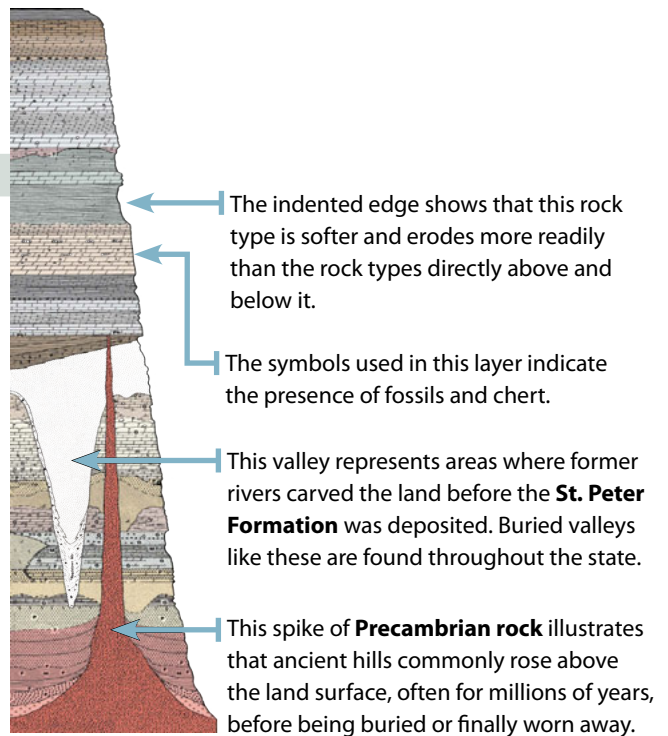 The indented edge shows that this rock
type is softer and erodes more readily
than the rock types directly above and
below it.
The symbols used in this layer indicate
the presence of fossils and chert.
This valley represents areas where former
rivers carved the land before the St. Peter
Formation was deposited. Buried valleys
like these are found throughout the state.
This spike of Precambrian rock illustrates
that ancient hills commonly rose above
the land surface, often for millions of years,
before being buried or finally worn away.